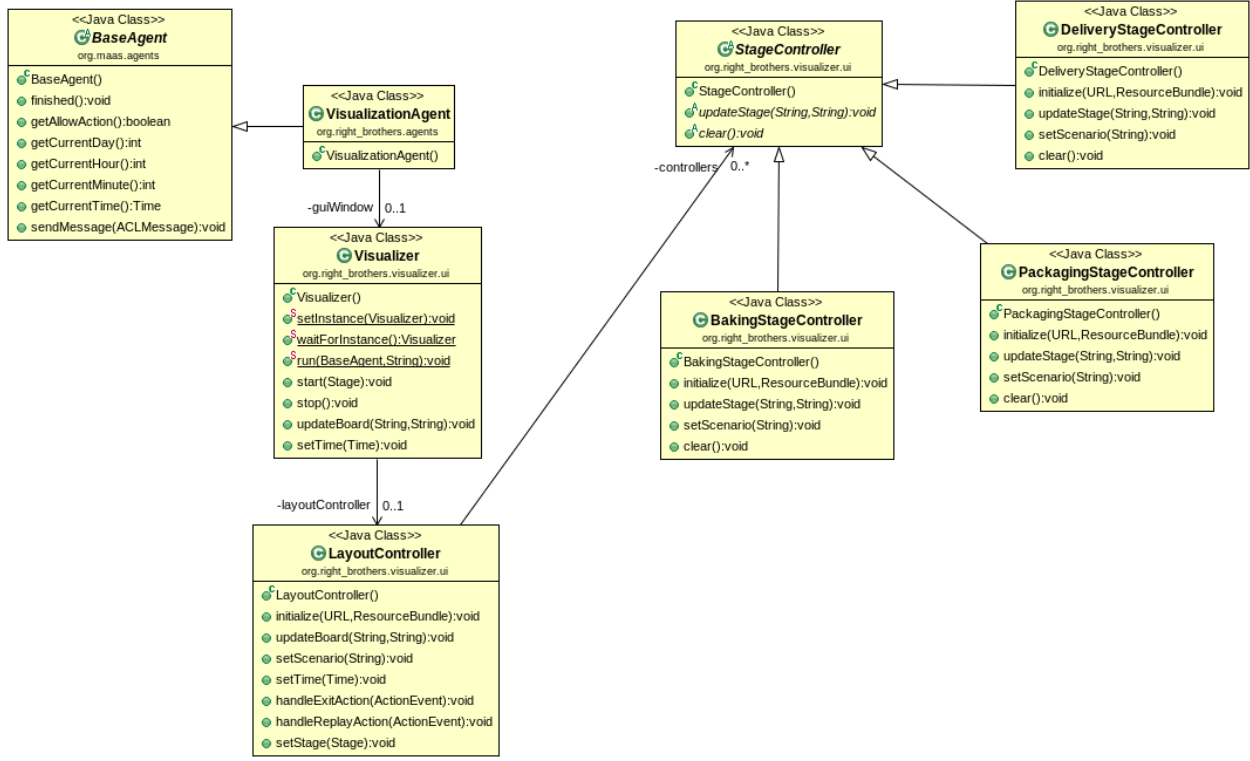 <<Java Class>>
BaseAgent
org.maas.agents
BaseAgent()
finished():void
getAllowAction():boolean
getCurrentDay():int
getCurrentHour():int
getCurrentMinute():int
getCurrentTime():Time
sendMessage(ACLMessage):void
<<Java Class>>
VisualizationAgent
org.right_brothers.agents
VisualizationAgent()
-guiWindow 0..1
<<Java Class>>
Visualizer
org.right_brothers.visualizer.ui
Visualizer()
setInstance(Visualizer):void
waitForInstance():Visualizer
run(BaseAgent,String):void
start(Stage):void
stop():void
updateBoard(String,String):void
setTime(Time):void
-layoutController 0..1
<<Java Class>>
LayoutController
org.right_brothers.visualizer.ui
LayoutController()
initialize(URL,ResourceBundle):void
updateBoard(String,String):void
setScenario(String):void
setTime(Time):void
handleExitAction(ActionEvent):void
handleReplayAction(ActionEvent):void
setStage(Stage):void
<<Java Class>>
StageController
org.right_brothers.visualizer.ui
StageController()
updateStage(String,String):void
clear():void
-controllers 0..*
<<Java Class>>
BakingStageController
org.right_brothers.visualizer.ui
BakingStageController()
initialize(URL,ResourceBundle):void
updateStage(String,String):void
setScenario(String):void
clear():void
<<Java Class>>
DeliveryStageController
org.right_brothers.visualizer.ui
DeliveryStageController()
initialize(URL,ResourceBundle):void
updateStage(String,String):void
setScenario(String):void
clear():void
<<Java Class>>
PackagingStageController
org.right_brothers.visualizer.ui
PackagingStageController()
initialize(URL,ResourceBundle):void
updateStage(String,String):void
setScenario(String):void
clear():void